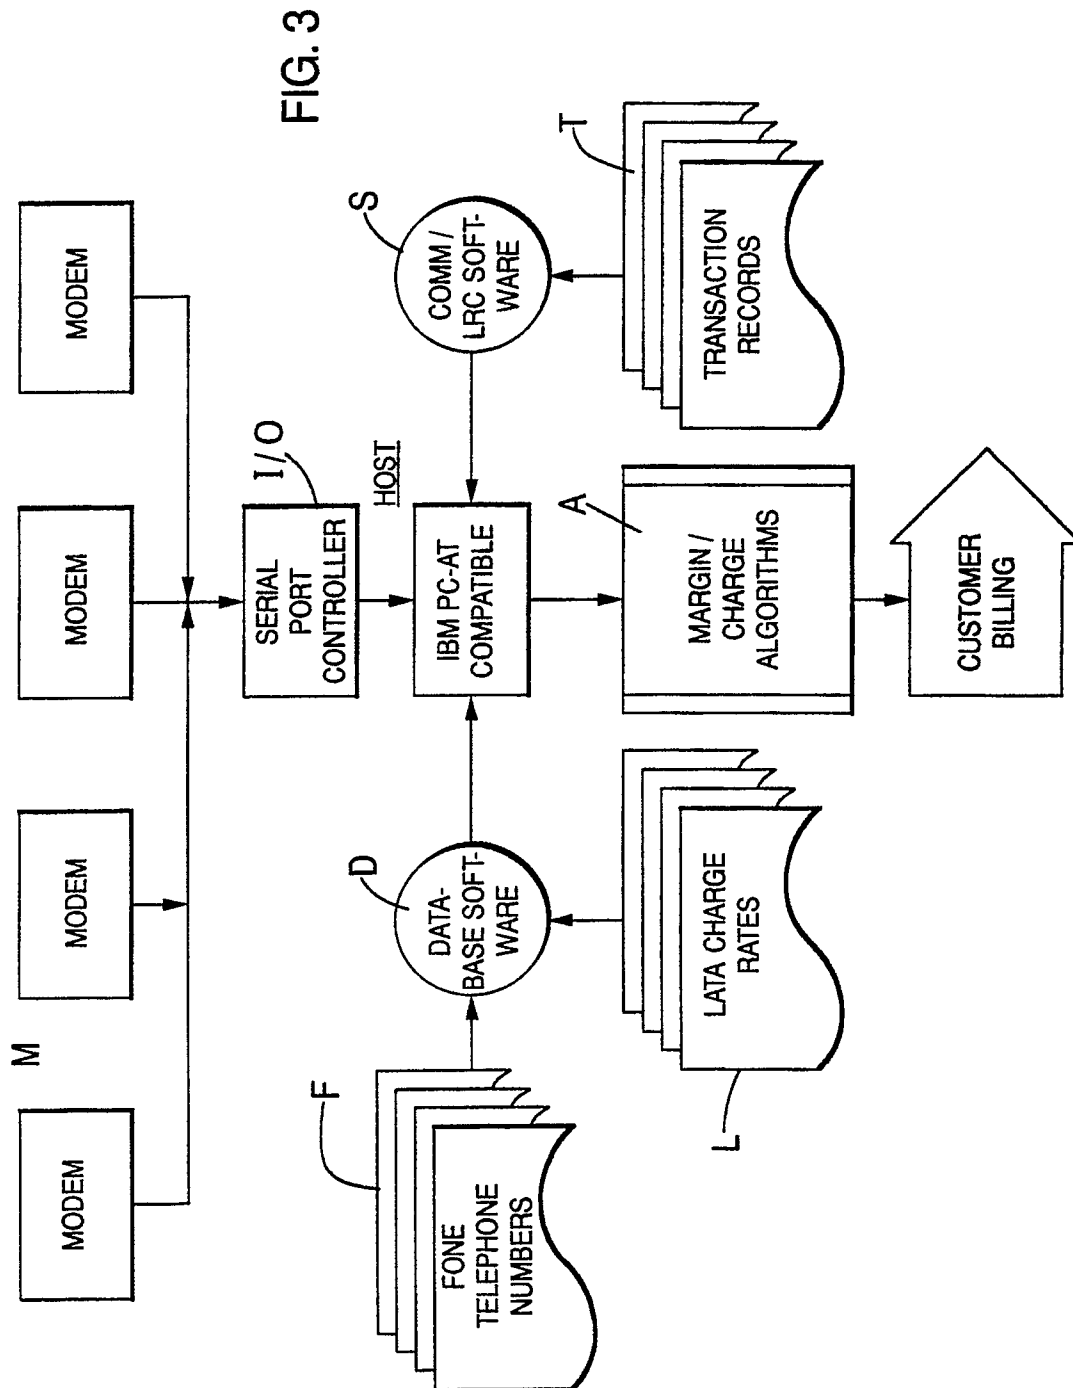 FIG. 3
M
MODEM
MODEM
MODEM
MODEM
I/O
SERIAL
PORT
CONTROLLER
HOST
IBM PC-AT
COMPATIBLE
F
FONE
TELEPHONE
NUMBERS
D
DATA-
BASE SOFT-
WARE
S
COMM /
LRC SOFT-
WARE
L
LATA CHARGE
RATES
A
MARGIN /
CHARGE
ALGORITHMS
T
TRANSACTION
RECORDS
CUSTOMER
BILLING